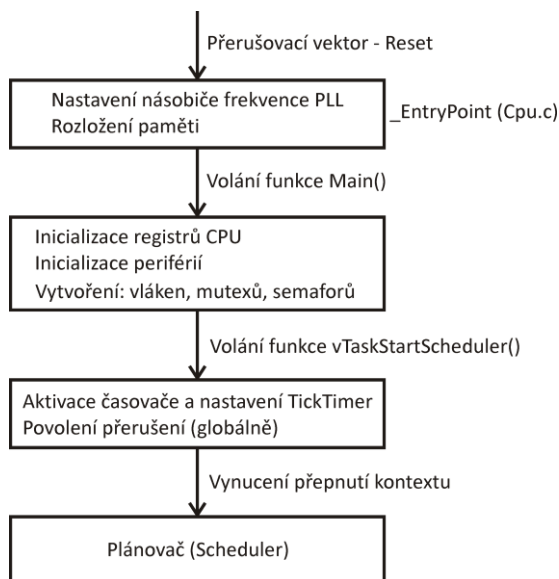 Přerušovací vektor - Reset
Nastavení násobiče frekvence PLL
Rozložení paměti
_EntryPoint (Cpu.c)
Volání funkce Main()
Inicializace registrů CPU
Inicializace periférií
Vytvoření: vláken, mutexů, semaforů
Volání funkce vTaskStartScheduler()
Aktivace časovače a nastavení TickTimer
Povolení přerušení (globálně)
Vynucení přepnutí kontextu
Plánovač (Scheduler)